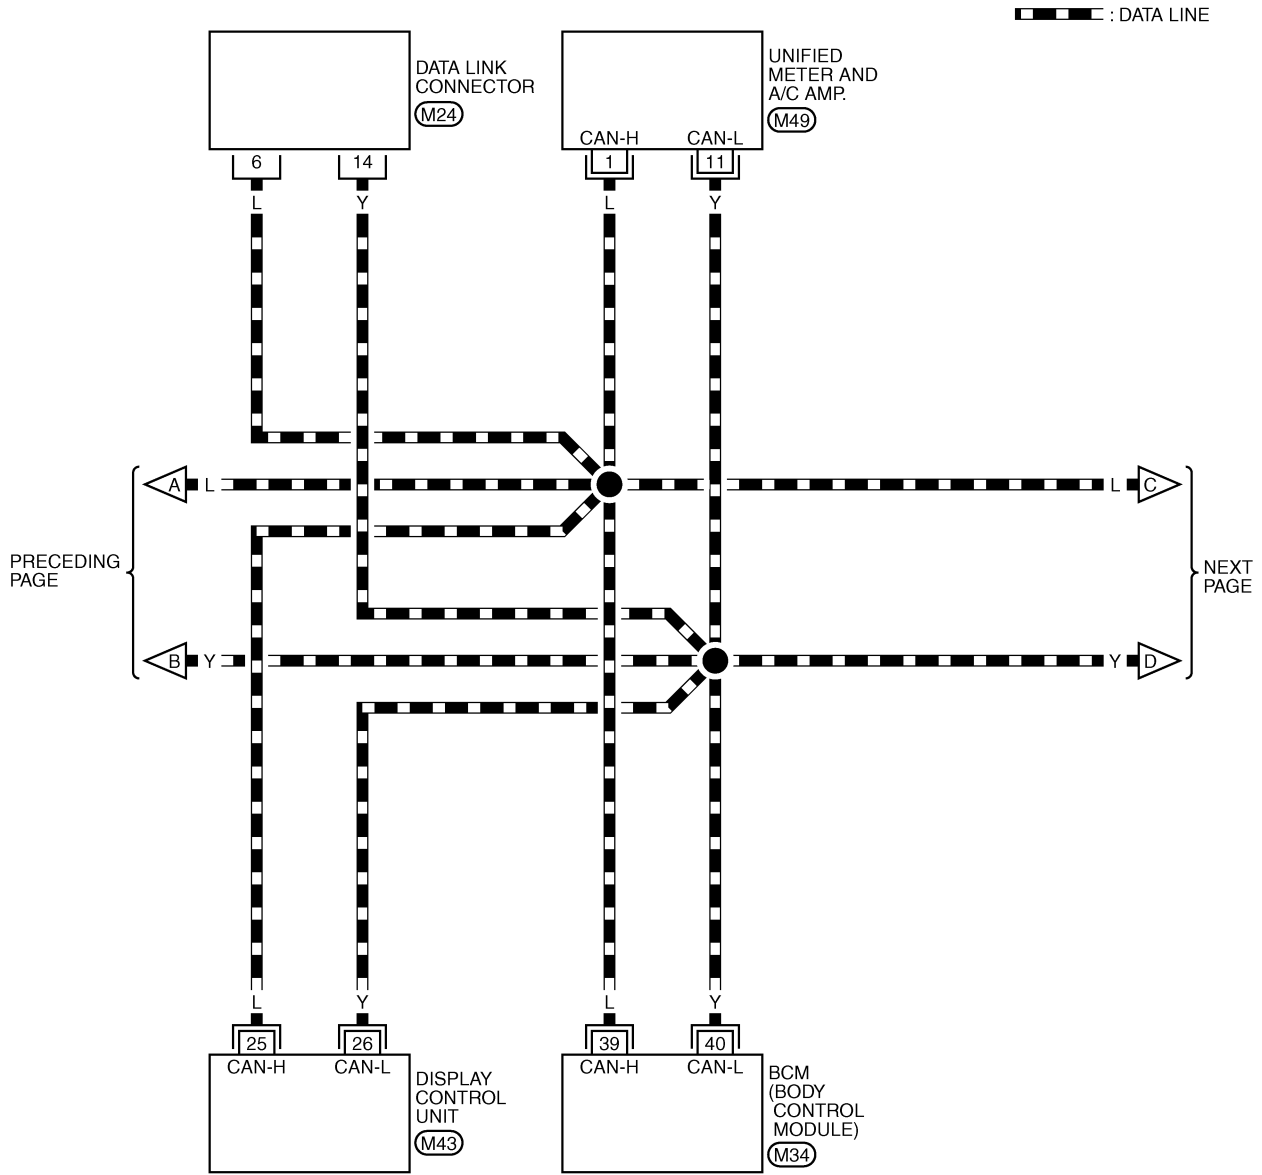 : DATA LINE
DATA LINK
CONNECTOR
M24
UNIFIED
METER AND
A/C AMP.
M49
CAN-H CAN-L
6 14 1 11
L Y L Y
A L L C
PRECEDING
PAGE
NEXT
PAGE
B Y Y D
L Y L Y
25 26 39 40
CAN-H CAN-L CAN-H CAN-L
DISPLAY
CONTROL
UNIT
M43
BCM
(BODY
CONTROL
MODULE)
M34